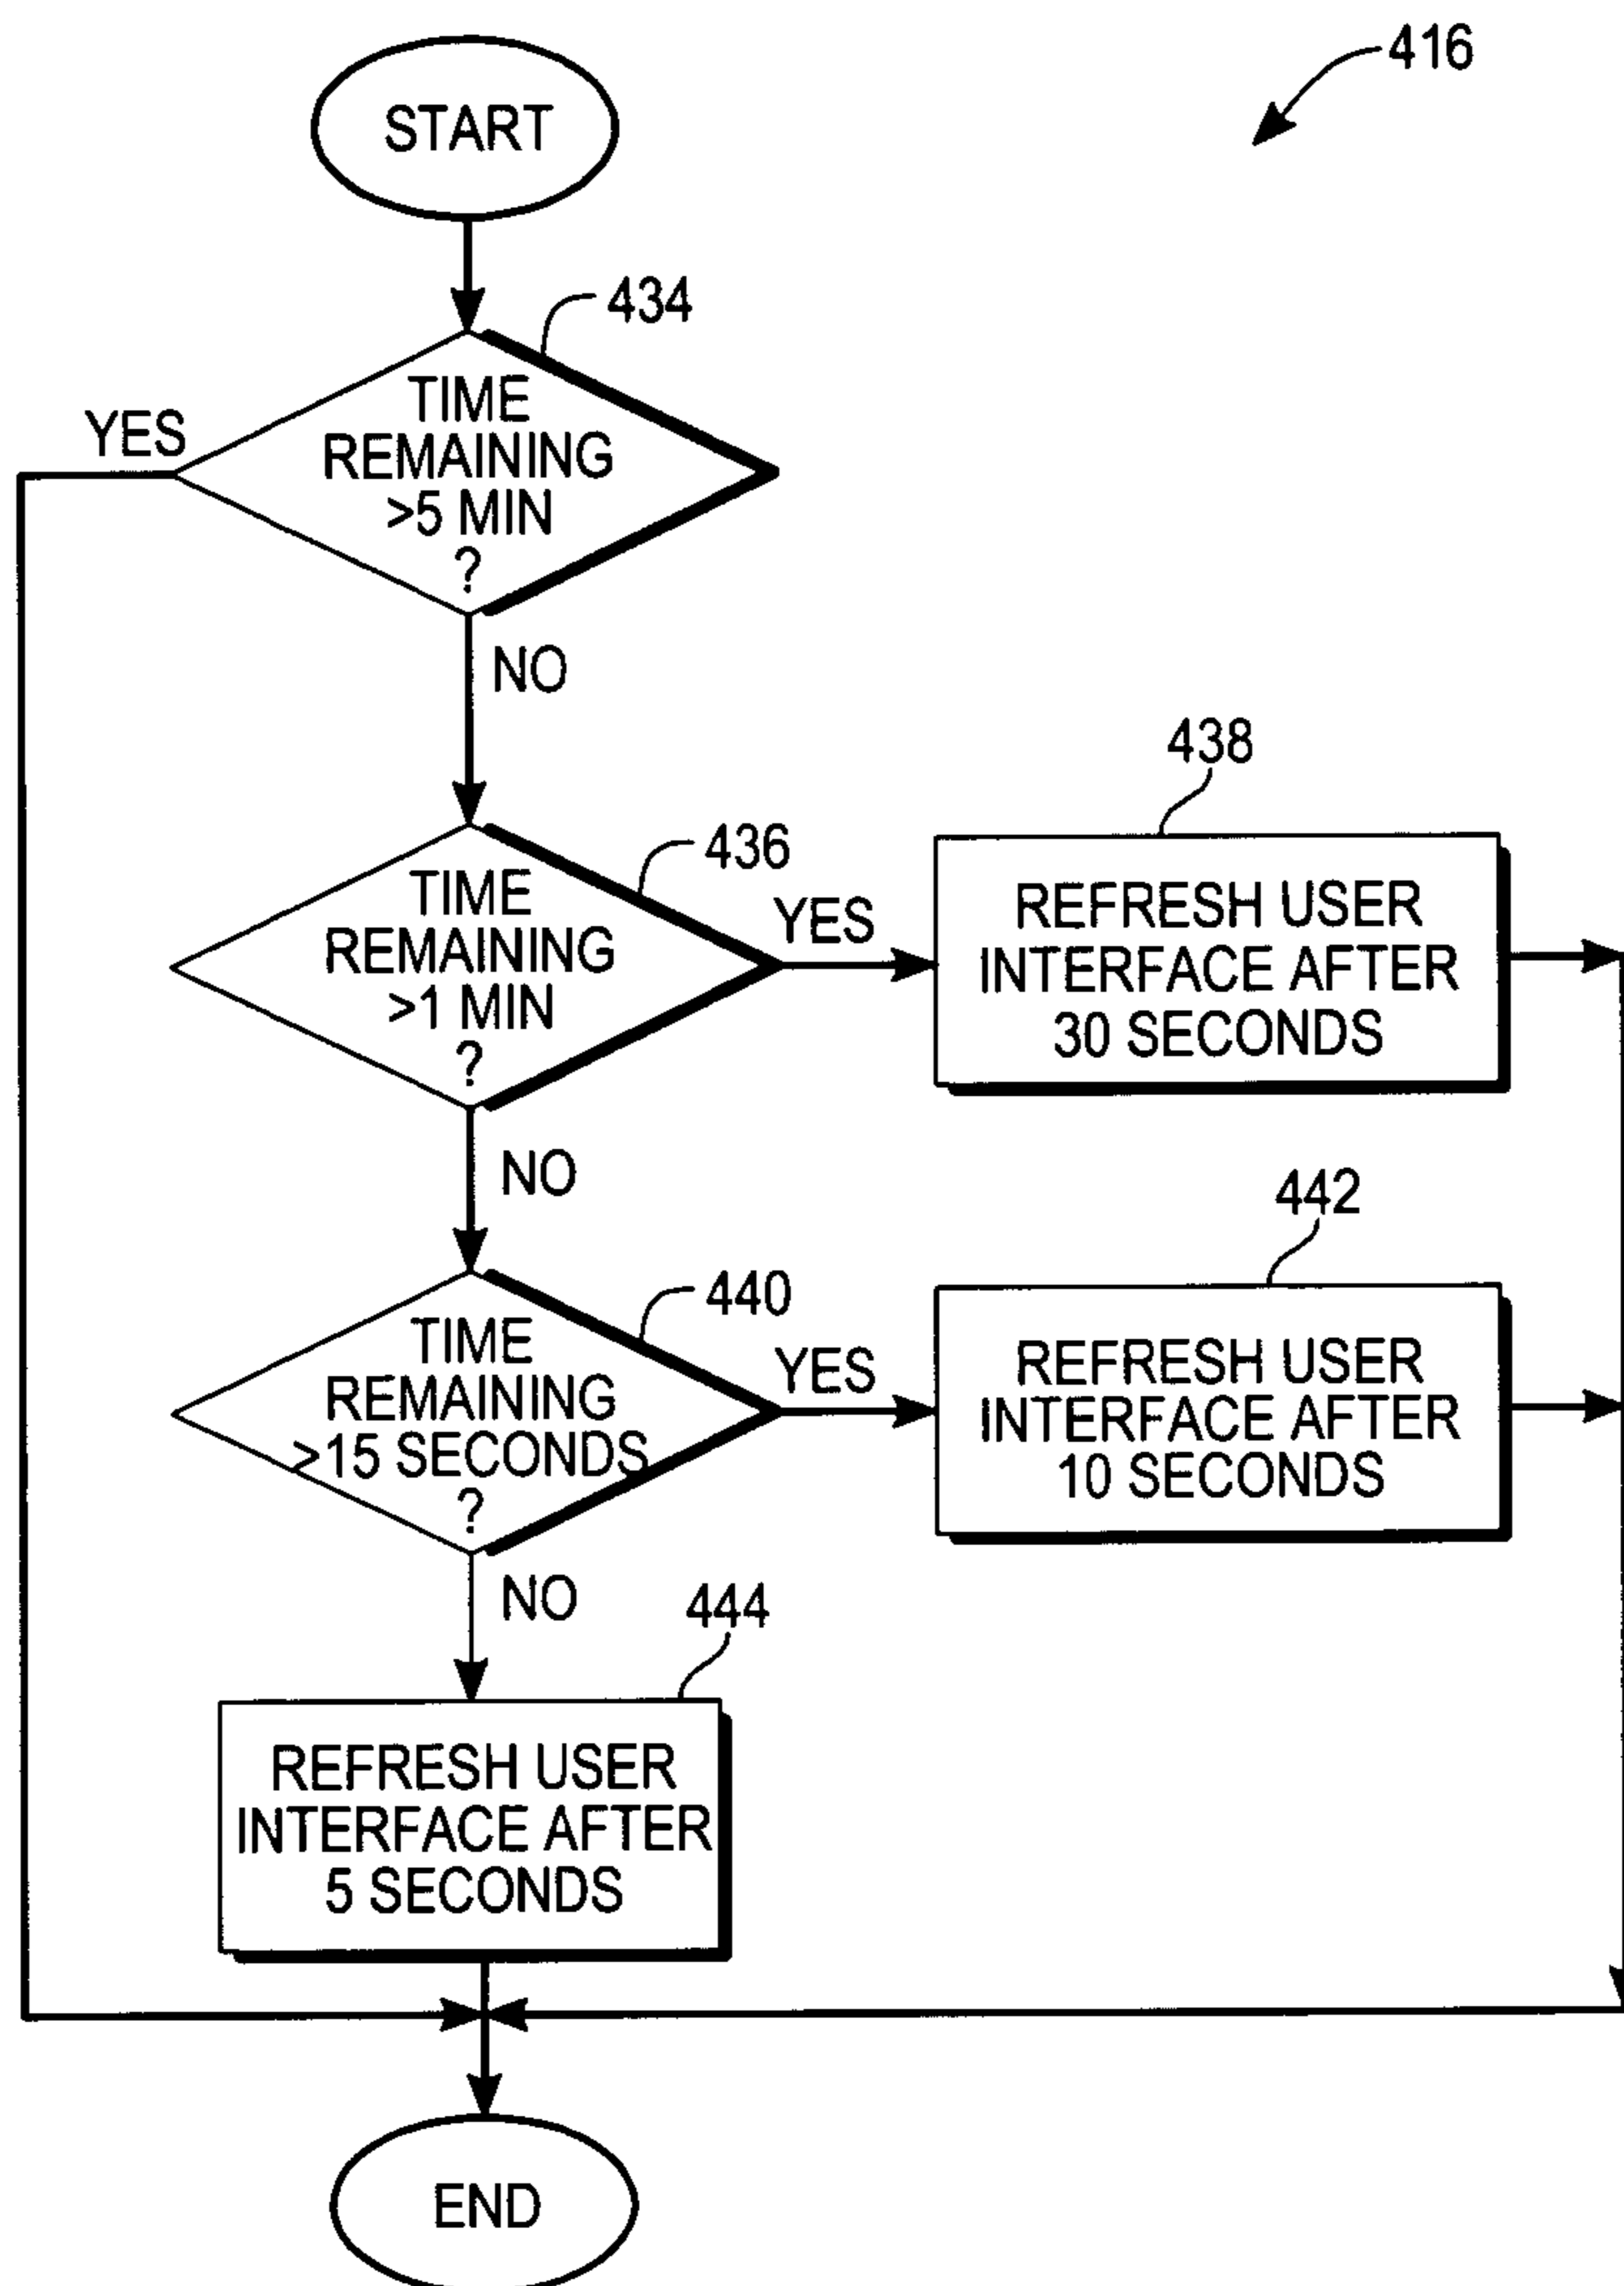 416
START
434
YES
TIME
REMAINING
>5 MIN
?
NO
438
436
TIME
REMAINING
>1 MIN
?
YES
REFRESH USER
INTERFACE AFTER
30 SECONDS
NO
442
440
TIME
REMAINING
>15 SECONDS
?
YES
REFRESH USER
INTERFACE AFTER
10 SECONDS
NO
444
REFRESH USER
INTERFACE AFTER
5 SECONDS
END